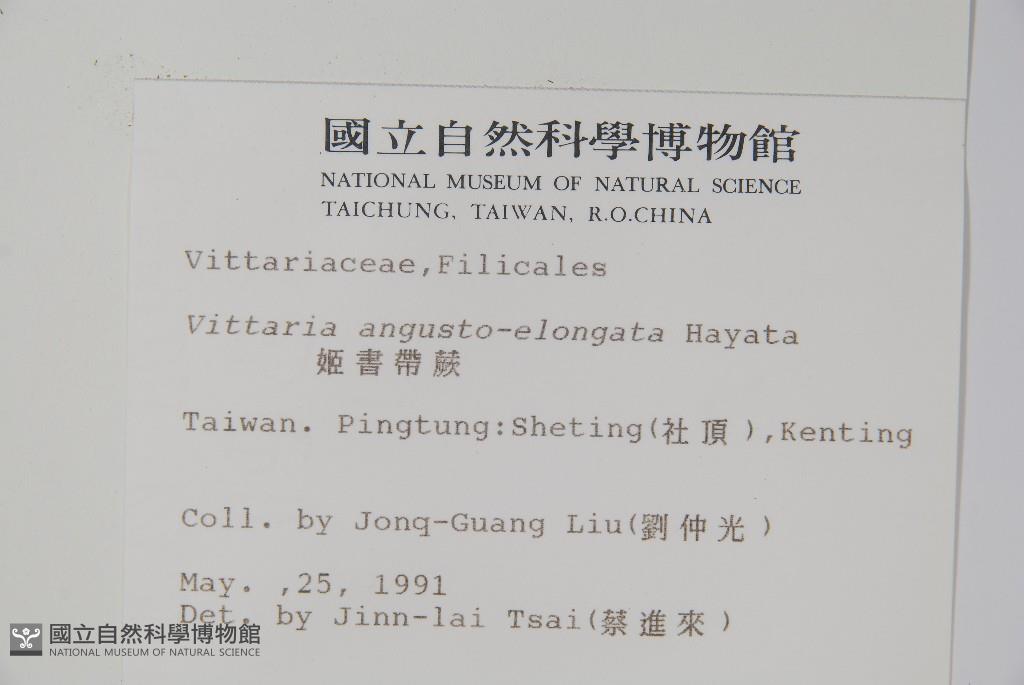 國立自然科學博物館
NATIONAL MUSEUM OF NATURAL SCIENCE
TAICHUNG, TAIWAN, R.O.CHINA
Vittariaceae,Filicales
Vittaria angusto-elongata Hayata
姬書帶蕨
Taiwan. Pingtung:Sheting(社頂),Kenting
Coll. by Jonq-Guang Liu(劉仲光)
May. ,25, 1991
Det. by Jinn-lai Tsai(蔡進來)
國立自然科學博物館
NATIONAL MUSEUM OF NATURAL SCIENCE